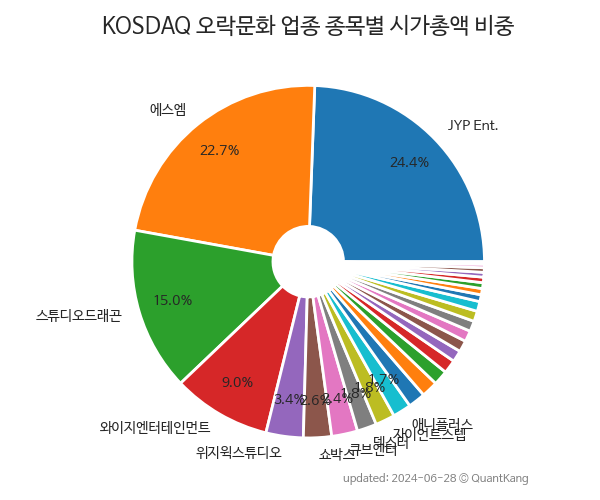 KOSDAQ 오락문화 업종 종목별 시가총액 비중
JYP Ent.
24.4%
에스엠
22.7%
스튜디오드래곤
15.0%
와이지엔터테인먼트
9.0%
위지윅스튜디오
3.4%
2.6%
쇼박스
2.4%
큐브엔터
1.8%
덱스터
1.8%
자이언트스텝
1.7%
애니플러스
updated: 2024-06-28 © QuantKang